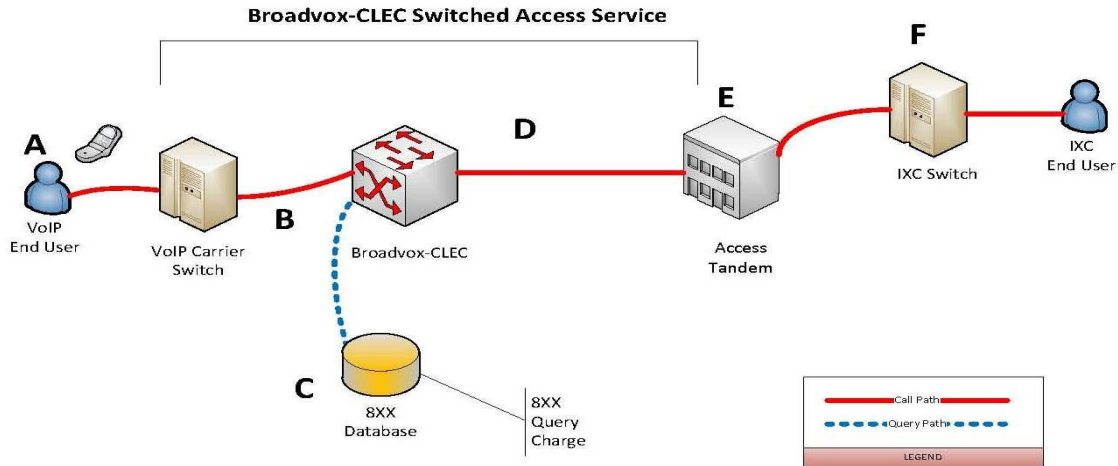 Broadvox-CLEC Switched Access Service
F
E
D
A
IXC
End User
IXC Switch
B
VoIP
End User
VoIP Carrier
Switch
Broadvox-CLEC
Access
Tandem
C
8XX
Database
8XX
Query
Charge
Call Path
Query Path
LEGEND